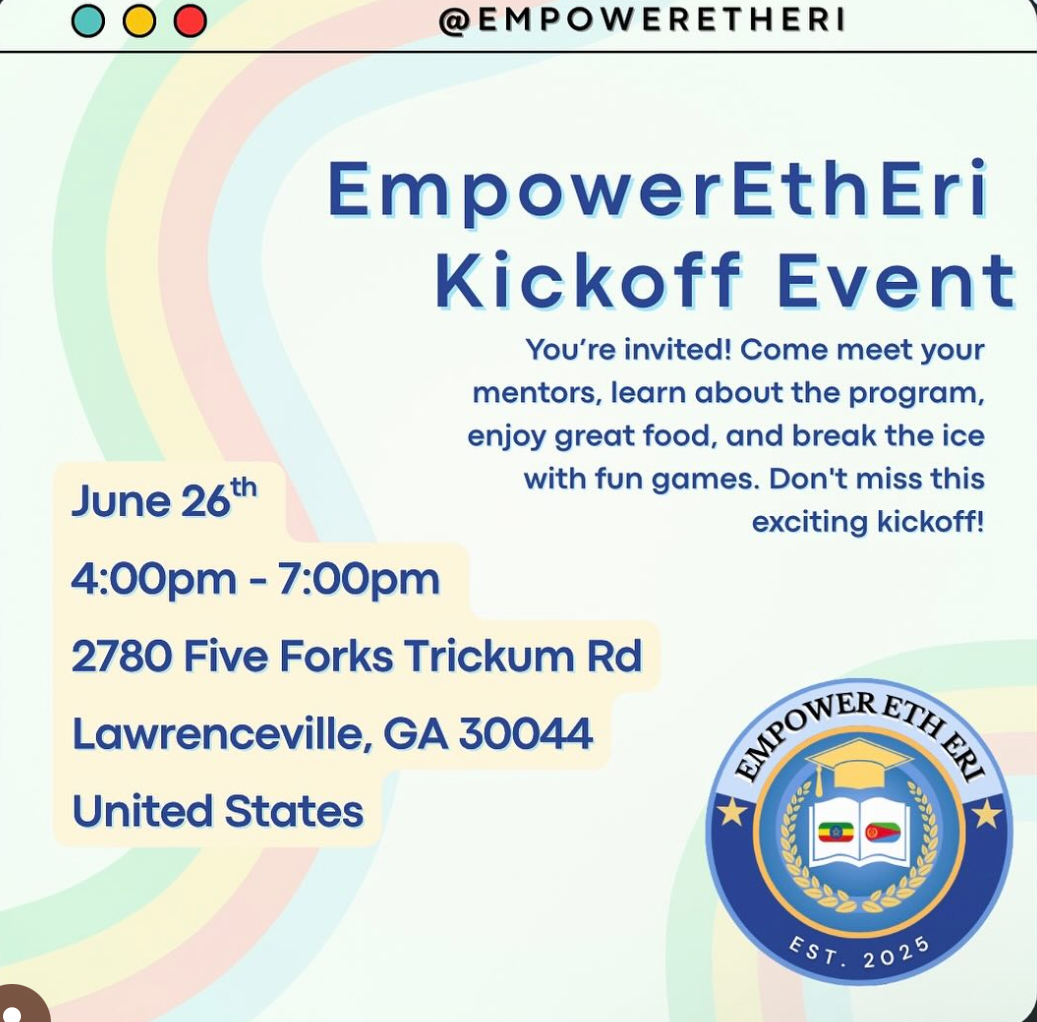 @EMPOWERETHERI
EmpowerEthEri
Kickoff Event
You're invited! Come meet your
mentors, learn about the program,
enjoy great food, and break the ice
with fun games. Don't miss this
exciting kickoff!
June 26th
4:00pm - 7:00pm
2780 Five Forks Trickum Rd
Lawrenceville, GA 30044
United States
EMPOWER ETH ERI
EST. 2025